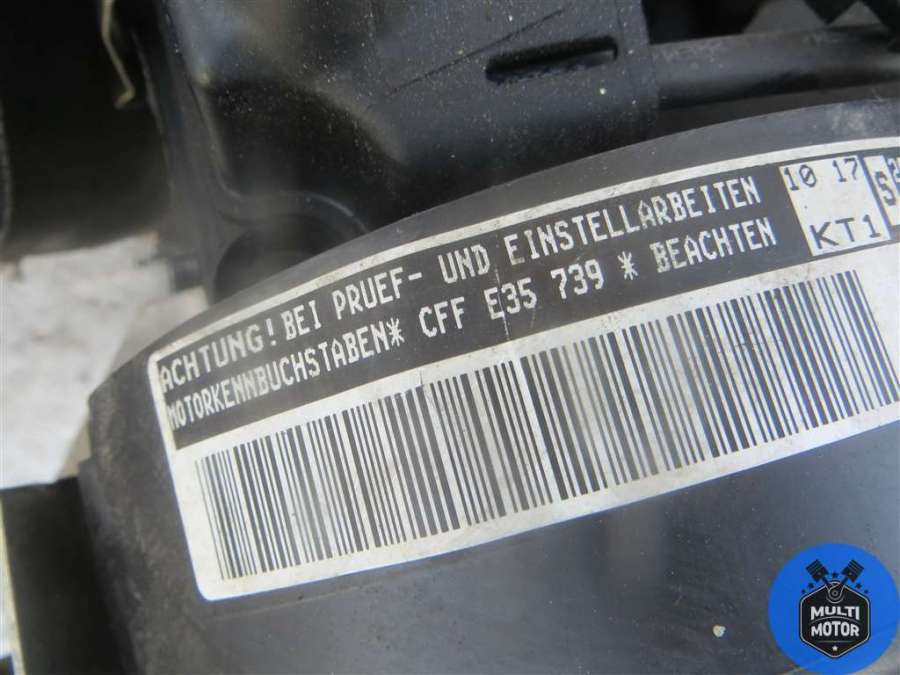 ACHTUNG! BEI PRUEF- UND EINSTELLARBEITEN
MOTORKENNBUCHSTABEN* CFF E35 739 * BEACHTEN
10 17
KT1
MULTI
MOTOR